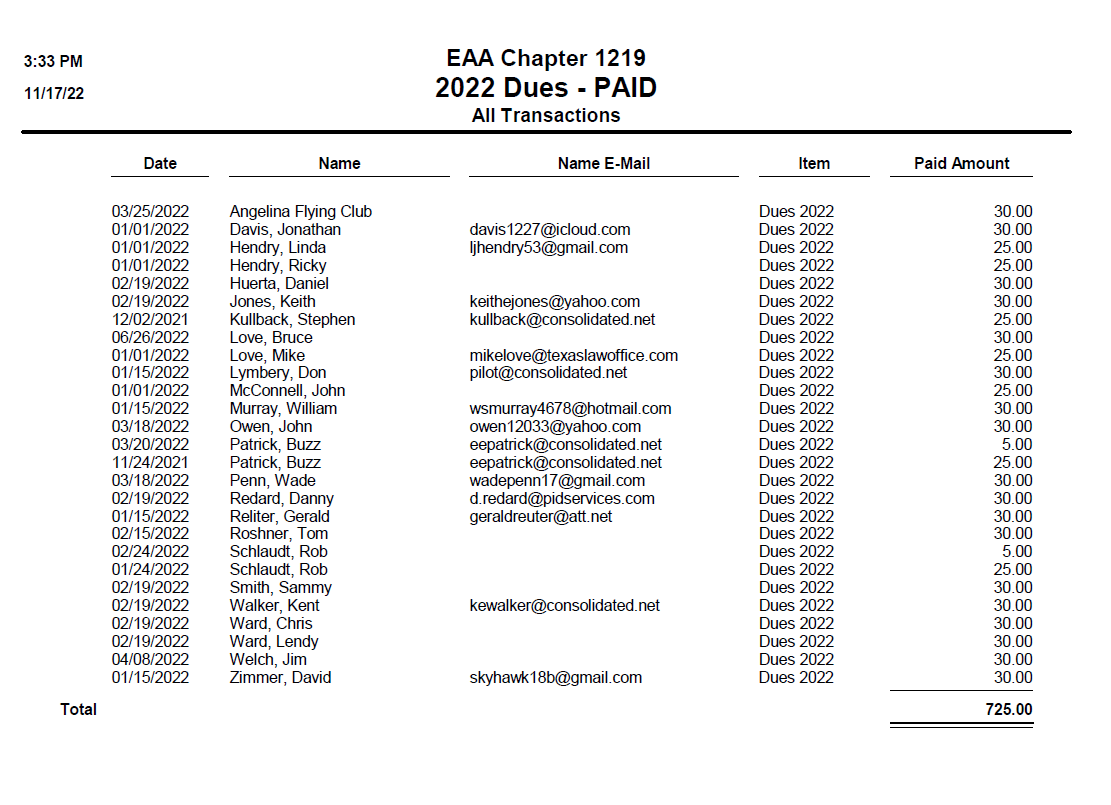 3:33 PM
11/17/22
EAA Chapter 1219
2022 Dues - PAID
All Transactions
Date Name Name E-Mail Item Paid Amount
03/25/2022 Angelina Flying Club Dues 2022 30.00
01/01/2022 Davis, Jonathan davis1227@icloud.com Dues 2022 30.00
01/01/2022 Hendry, Linda ljhendry53@gmail.com Dues 2022 25.00
01/01/2022 Hendry, Ricky Dues 2022 25.00
02/19/2022 Huerta, Daniel Dues 2022 30.00
02/19/2022 Jones, Keith keithejones@yahoo.com Dues 2022 30.00
12/02/2021 Kullback, Stephen kullback@consolidated.net Dues 2022 25.00
06/26/2022 Love, Bruce Dues 2022 30.00
01/01/2022 Love, Mike mikelove@texaslawoffice.com Dues 2022 25.00
01/15/2022 Lymbery, Don pilot@consolidated.net Dues 2022 30.00
01/01/2022 McConnell, John Dues 2022 25.00
01/15/2022 Murray, William wsmurray4678@hotmail.com Dues 2022 30.00
03/18/2022 Owen, John owen12033@yahoo.com Dues 2022 30.00
03/20/2022 Patrick, Buzz eepatrick@consolidated.net Dues 2022 5.00
11/24/2021 Patrick, Buzz eepatrick@consolidated.net Dues 2022 25.00
03/18/2022 Penn, Wade wadepenn17@gmail.com Dues 2022 30.00
02/19/2022 Redard, Danny d.redard@pidservices.com Dues 2022 30.00
01/15/2022 Reliter, Gerald geraldreuter@att.net Dues 2022 30.00
02/15/2022 Roshner, Tom Dues 2022 30.00
02/24/2022 Schlaudt, Rob Dues 2022 5.00
01/24/2022 Schlaudt, Rob Dues 2022 25.00
02/19/2022 Smith, Sammy Dues 2022 30.00
02/19/2022 Walker, Kent kewalker@consolidated.net Dues 2022 30.00
02/19/2022 Ward, Chris Dues 2022 30.00
02/19/2022 Ward, Lendy Dues 2022 30.00
04/08/2022 Welch, Jim Dues 2022 30.00
01/15/2022 Zimmer, David skyhawk18b@gmail.com Dues 2022 30.00
Total 725.00